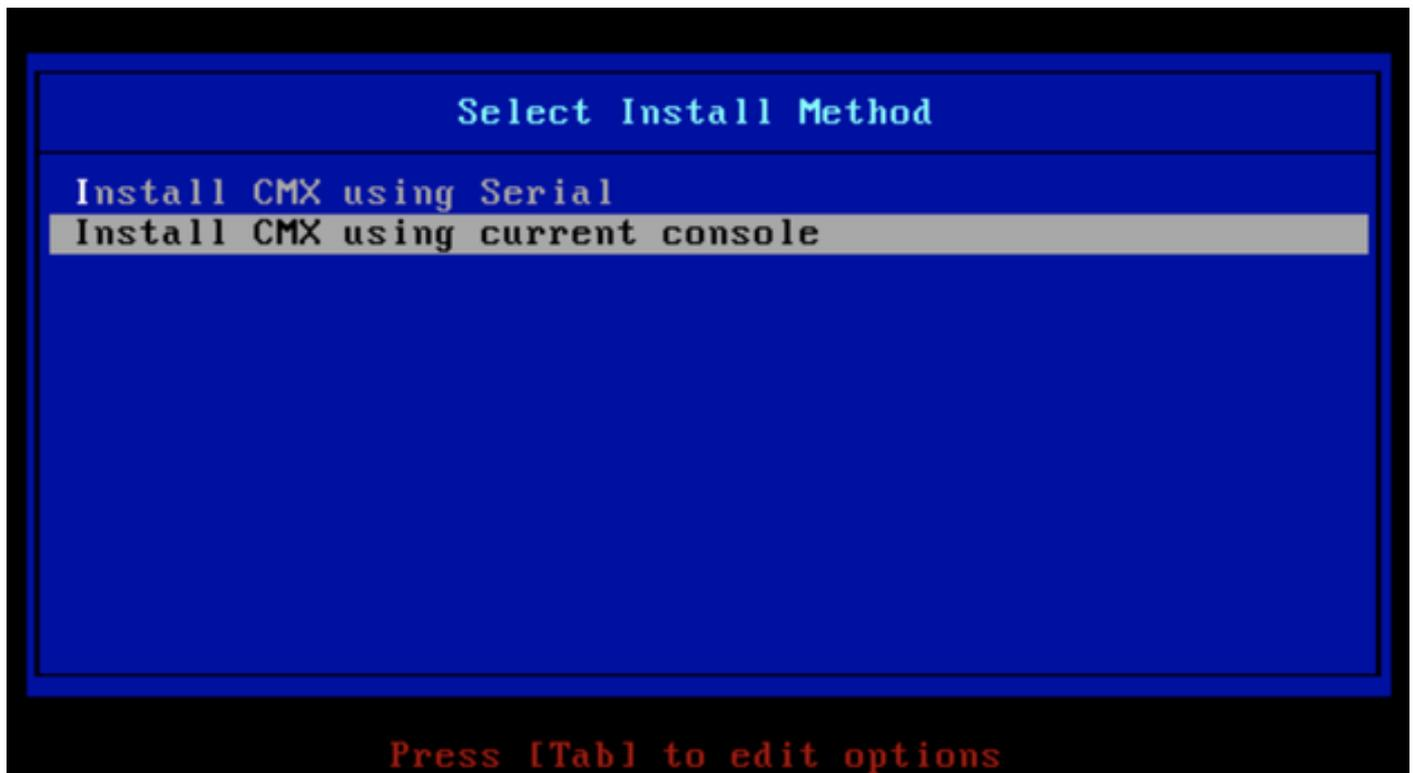 Select Install Method
Install CMX using Serial
Install CMX using current console
Press [Tab] to edit options